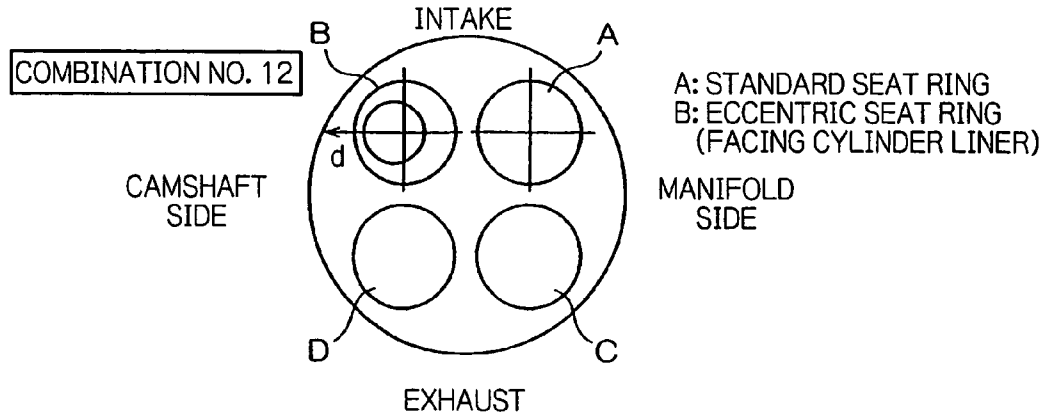 INTAKE
B
A
COMBINATION NO. 12
A: STANDARD SEAT RING
B: ECCENTRIC SEAT RING
(FACING CYLINDER LINER)
d
CAMSHAFT
SIDE
MANIFOLD
SIDE
D
C
EXHAUST